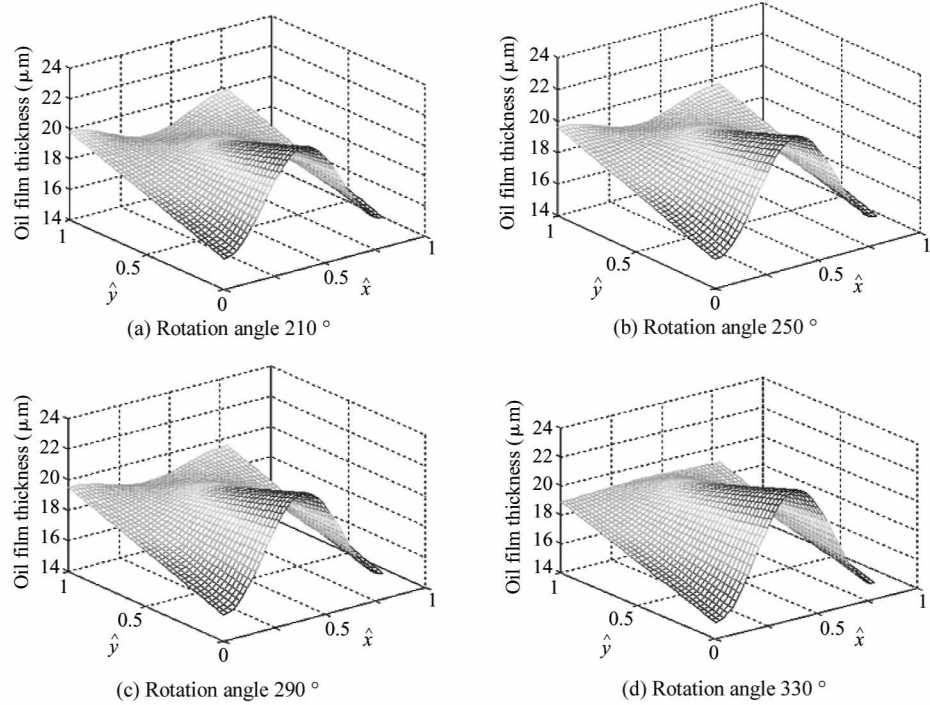 Oil film thickness (μm)
24
22
20
18
16
14
1
0.5
0
ŷ
0.5
1
x̂
(a) Rotation angle 210 °
Oil film thickness (μm)
24
22
20
18
16
14
1
0.5
0
ŷ
0.5
1
x̂
(b) Rotation angle 250 °
Oil film thickness (μm)
24
22
20
18
16
14
1
0.5
0
ŷ
0.5
1
x̂
(c) Rotation angle 290 °
Oil film thickness (μm)
24
22
20
18
16
14
1
0.5
0
ŷ
0.5
1
x̂
(d) Rotation angle 330 °